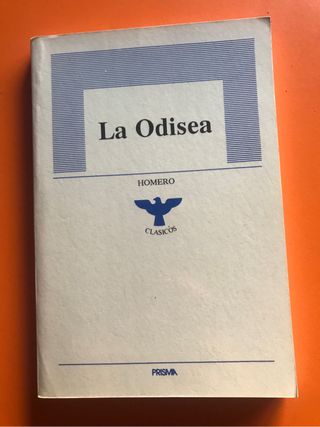 La Odisea
HOMERO
CLASICOS
PRISMA